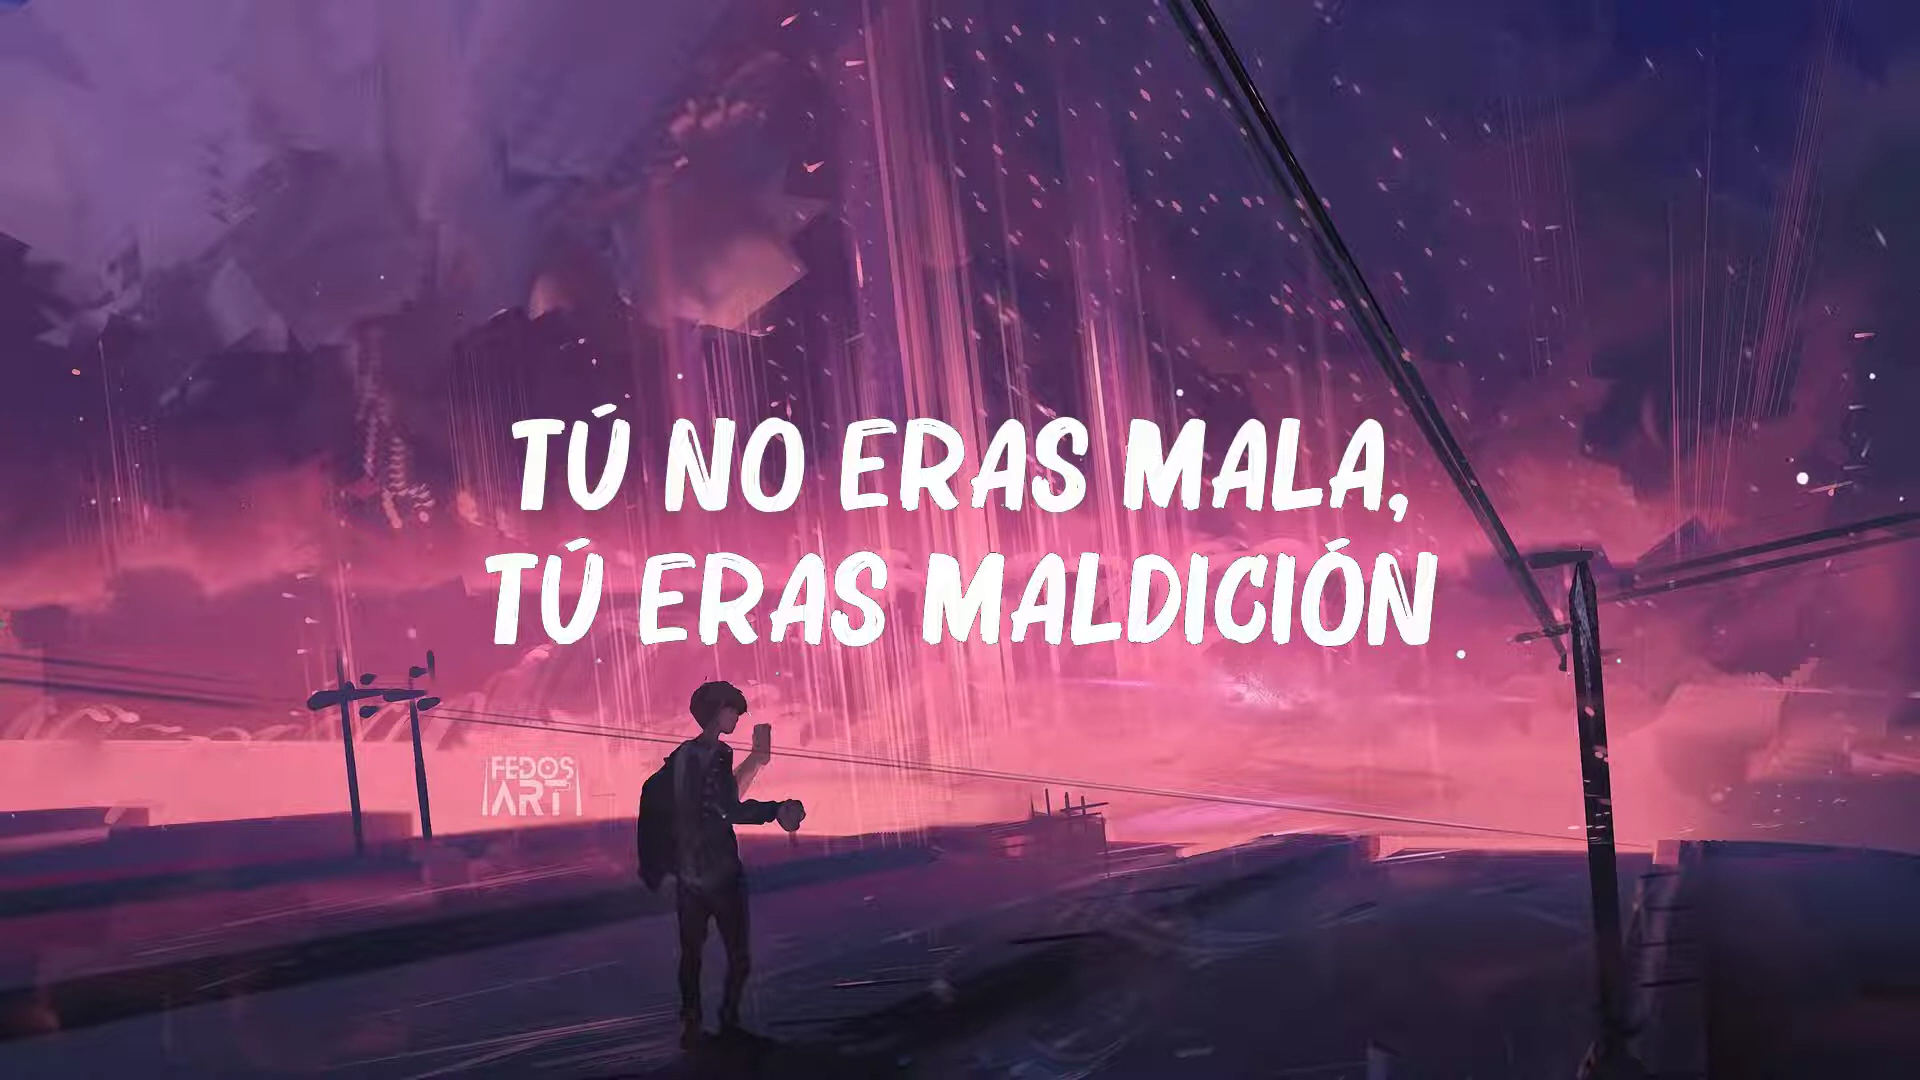 TÚ NO ERAS MALA,
TÚ ERAS MALDICIÓN
FEDOS
ART